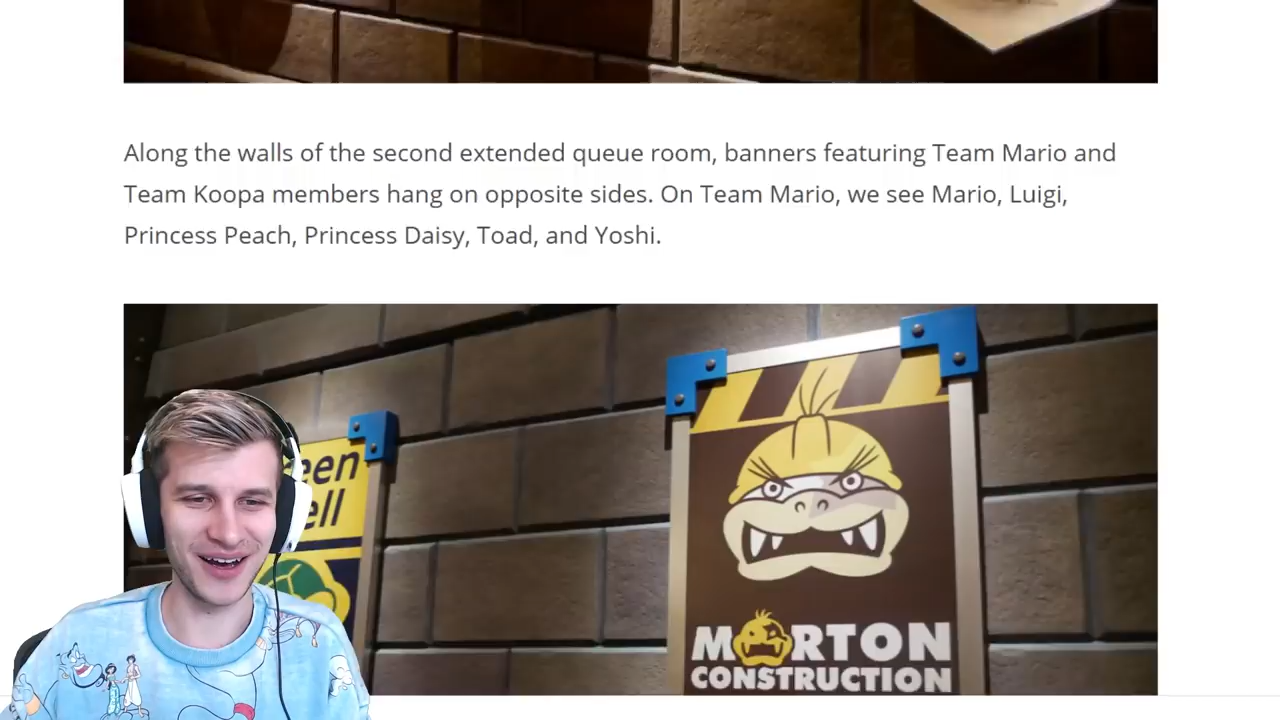 Along the walls of the second extended queue room, banners featuring Team Mario and
Team Koopa members hang on opposite sides. On Team Mario, we see Mario, Luigi,
Princess Peach, Princess Daisy, Toad, and Yoshi.
MORTON
CONSTRUCTION